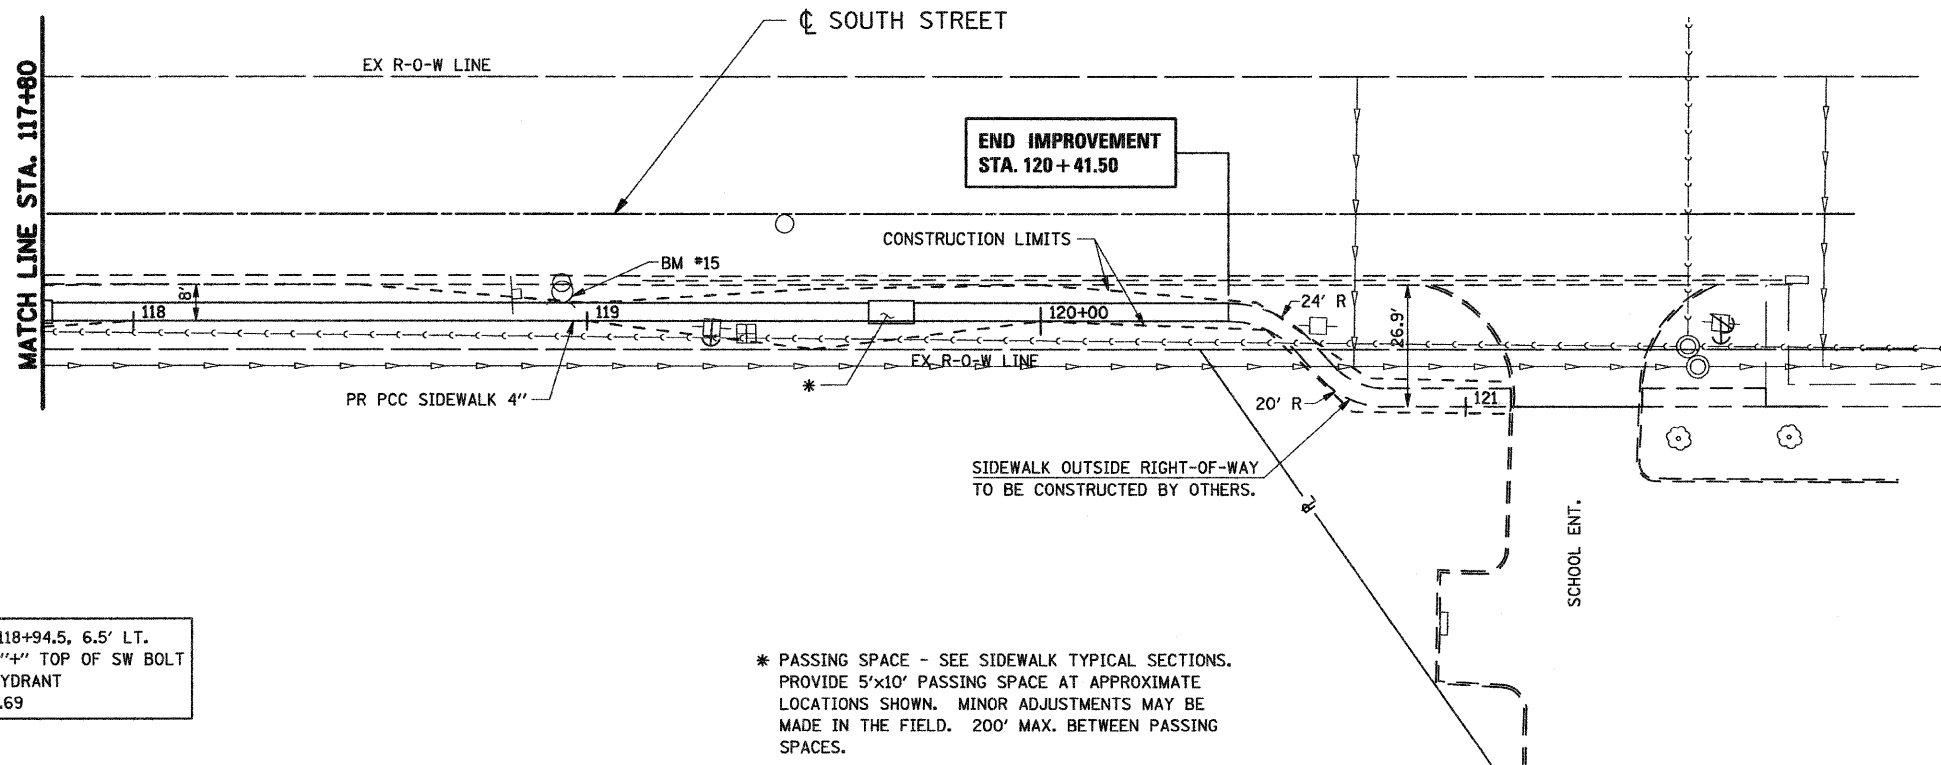 ℄ SOUTH STREET
EX R-O-W LINE
MATCH LINE STA. 117+80
END IMPROVEMENT
STA. 120+41.50
CONSTRUCTION LIMITS
BM #15
8'
118
119
120+00
24' R
26.9'
EX R-O-W LINE
*
PR PCC SIDEWALK 4"
20' R
121
SIDEWALK OUTSIDE RIGHT-OF-WAY
TO BE CONSTRUCTED BY OTHERS.
PL
SCHOOL ENT.
118+94.5, 6.5' LT.
"+" TOP OF SW BOLT
YDRANT
.69
* PASSING SPACE - SEE SIDEWALK TYPICAL SECTIONS.
PROVIDE 5'x10' PASSING SPACE AT APPROXIMATE
LOCATIONS SHOWN. MINOR ADJUSTMENTS MAY BE
MADE IN THE FIELD. 200' MAX. BETWEEN PASSING
SPACES.